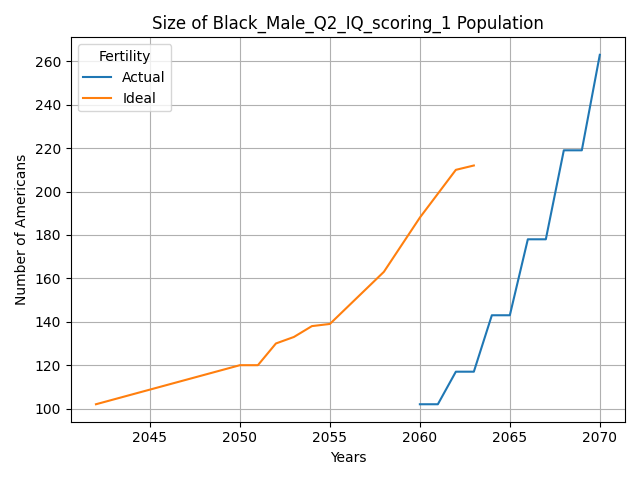 Size of Black_Male_Q2_IQ_scoring_1 Population
Fertility
Actual
Ideal
Number of Americans
260
240
220
200
180
160
140
120
100
2045 2050 2055 2060 2065 2070
Years